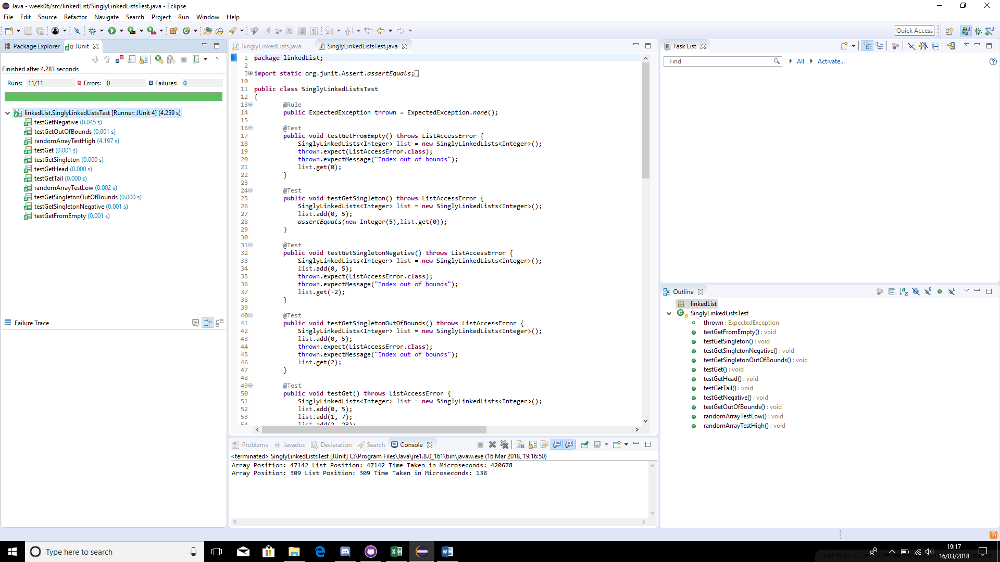 Java - week06/src/linkedList/SinglyLinkedListsTest.java - Eclipse
File Edit Source Refactor Navigate Search Project Run Window Help
Quick Access
Package Explorer JUnit
Finished after 4.283 seconds
Runs: 11/11 Errors: 0 Failures: 0
linkedList.SinglyLinkedListsTest [Runner: JUnit 4] (4.259 s)
testGetNegative (0.045 s)
testGetOutOfBounds (0.001 s)
randomArrayTestHigh (4.197 s)
testGet (0.001 s)
testGetSingleton (0.000 s)
testGetHead (0.000 s)
testGetTail (0.000 s)
randomArrayTestLow (0.002 s)
testGetSingletonOutOfBounds (0.000 s)
testGetSingletonNegative (0.001 s)
testGetFromEmpty (0.001 s)
Failure Trace
SinglyLinkedLists.java SinglyLinkedListsTest.java
1 package linkedList;
2
3 import static org.junit.Assert.assertEquals;
10
11 public class SinglyLinkedListsTest
12 {
13 @Rule
14 public ExpectedException thrown = ExpectedException.none();
15
16 @Test
17 public void testGetFromEmpty() throws ListAccessError {
18 SinglyLinkedLists<Integer> list = new SinglyLinkedLists<Integer>();
19 thrown.expect(ListAccessError.class);
20 thrown.expectMessage("Index out of bounds");
21 list.get(0);
22 }
23
24 @Test
25 public void testGetSingleton() throws ListAccessError {
26 SinglyLinkedLists<Integer> list = new SinglyLinkedLists<Integer>();
27 list.add(0, 5);
28 assertEquals(new Integer(5),list.get(0));
29 }
30
31 @Test
32 public void testGetSingletonNegative() throws ListAccessError {
33 SinglyLinkedLists<Integer> list = new SinglyLinkedLists<Integer>();
34 list.add(0, 5);
35 thrown.expect(ListAccessError.class);
36 thrown.expectMessage("Index out of bounds");
37 list.get(-2);
38 }
39
40 @Test
41 public void testGetSingletonOutOfBounds() throws ListAccessError {
42 SinglyLinkedLists<Integer> list = new SinglyLinkedLists<Integer>();
43 list.add(0, 5);
44 thrown.expect(ListAccessError.class);
45 thrown.expectMessage("Index out of bounds");
46 list.get(2);
47 }
48
49 @Test
50 public void testGet() throws ListAccessError {
51 SinglyLinkedLists<Integer> list = new SinglyLinkedLists<Integer>();
52 list.add(0, 5);
53 list.add(1, 7);
54 list.add(2, 23);
Problems Javadoc Declaration Search Console
<terminated> SinglyLinkedListsTest [JUnit] C:\Program Files\Java\jre1.8.0_161\bin\javaw.exe (16 Mar 2018, 19:16:50)
Array Position: 47142 List Position: 47142 Time Taken in Microseconds: 420678
Array Position: 309 List Position: 309 Time Taken in Microseconds: 138
Task List
Find All Activate...
Outline
linkedList
SinglyLinkedListsTest
thrown : ExpectedException
testGetFromEmpty() : void
testGetSingleton() : void
testGetSingletonNegative() : void
testGetSingletonOutOfBounds() : void
testGet() : void
testGetHead() : void
testGetTail() : void
testGetNegative() : void
testGetOutOfBounds() : void
randomArrayTestLow() : void
randomArrayTestHigh() : void
Type here to search
19:17
16/03/2018